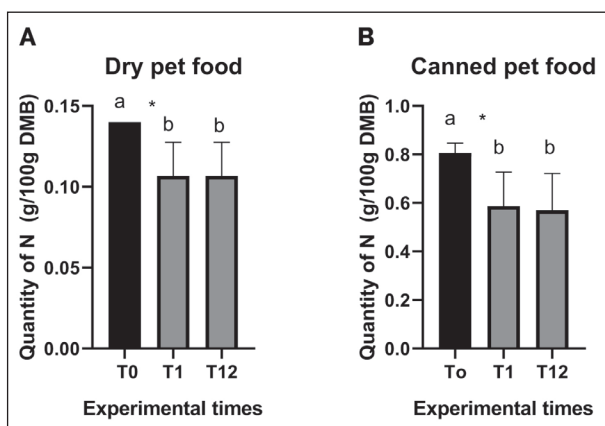 A
Dry pet food
Quantity of N (g/100g DMB)
0.15
0.10
0.05
0.00
a * b b
T0 T1 T12
Experimental times
B
Canned pet food
Quantity of N (g/100g DMB)
1.0
0.8
0.6
0.4
0.2
0.0
a * b b
To T1 T12
Experimental times